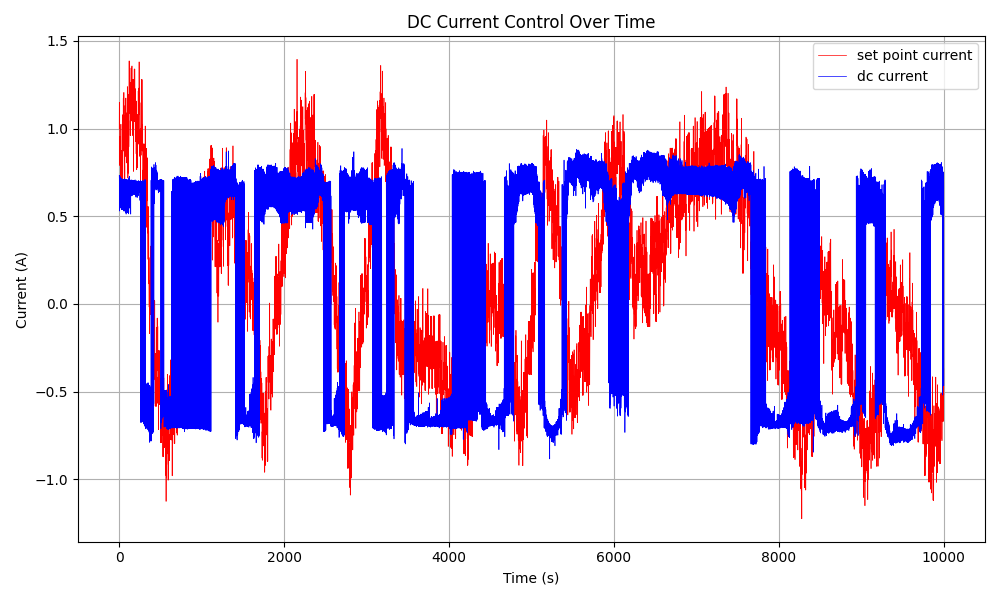 DC Current Control Over Time
set point current
dc current
Current (A)
1.5
1.0
0.5
0.0
−0.5
−1.0
0 2000 4000 6000 8000 10000
Time (s)